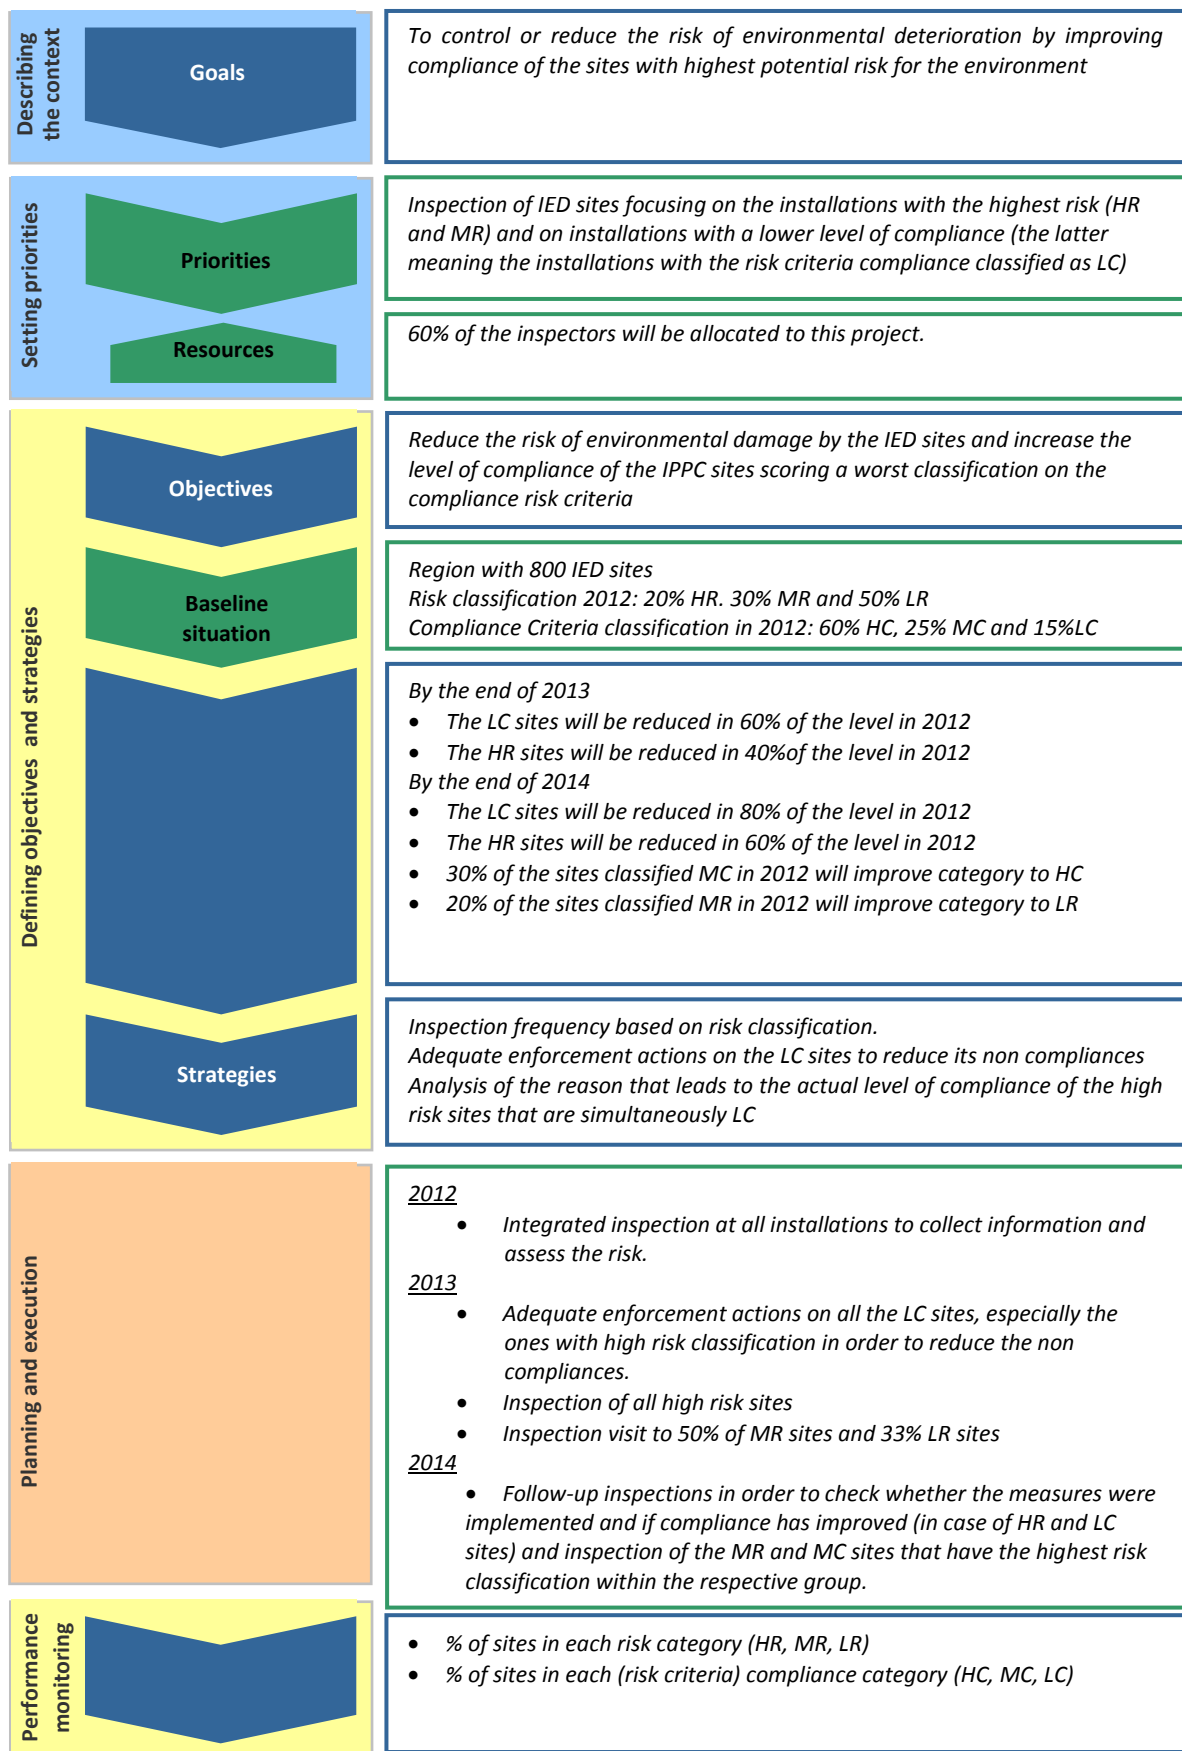 Describing
the context
Goals
To control or reduce the risk of environmental deterioration by improving
compliance of the sites with highest potential risk for the environment
Setting priorities
Priorities
Inspection of IED sites focusing on the installations with the highest risk (HR
and MR) and on installations with a lower level of compliance (the latter
meaning the installations with the risk criteria compliance classified as LC)
Resources
60% of the inspectors will be allocated to this project.
Defining objectives and strategies
Objectives
Reduce the risk of environmental damage by the IED sites and increase the
level of compliance of the IPPC sites scoring a worst classification on the
compliance risk criteria
Baseline
situation
Region with 800 IED sites
Risk classification 2012: 20% HR. 30% MR and 50% LR
Compliance Criteria classification in 2012: 60% HC, 25% MC and 15%LC
By the end of 2013
• The LC sites will be reduced in 60% of the level in 2012
• The HR sites will be reduced in 40%of the level in 2012
By the end of 2014
• The LC sites will be reduced in 80% of the level in 2012
• The HR sites will be reduced in 60% of the level in 2012
• 30% of the sites classified MC in 2012 will improve category to HC
• 20% of the sites classified MR in 2012 will improve category to LR
Strategies
Inspection frequency based on risk classification.
Adequate enforcement actions on the LC sites to reduce its non compliances
Analysis of the reason that leads to the actual level of compliance of the high
risk sites that are simultaneously LC
Planning and execution
2012
• Integrated inspection at all installations to collect information and
assess the risk.
2013
• Adequate enforcement actions on all the LC sites, especially the
ones with high risk classification in order to reduce the non
compliances.
• Inspection of all high risk sites
• Inspection visit to 50% of MR sites and 33% LR sites
2014
• Follow-up inspections in order to check whether the measures were
implemented and if compliance has improved (in case of HR and LC
sites) and inspection of the MR and MC sites that have the highest risk
classification within the respective group.
Performance
monitoring
• % of sites in each risk category (HR, MR, LR)
• % of sites in each (risk criteria) compliance category (HC, MC, LC)